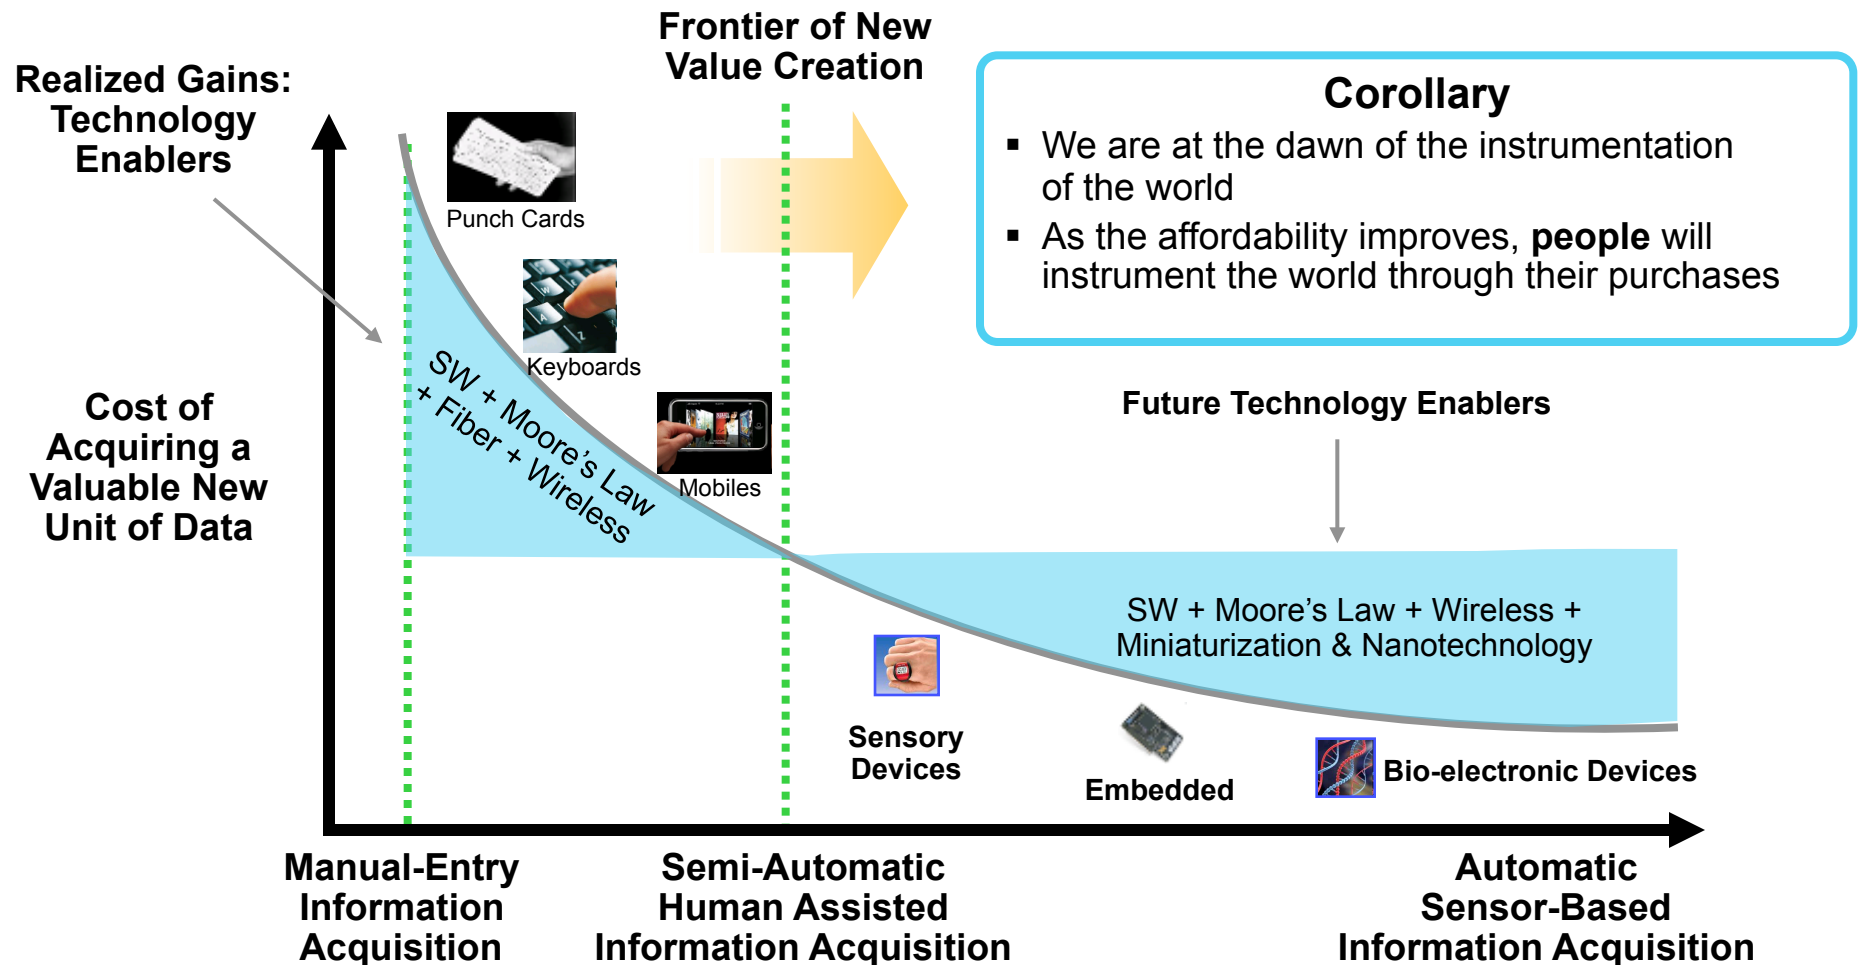 Frontier of New
Value Creation
Realized Gains:
Technology
Enablers
Corollary
▪ We are at the dawn of the instrumentation
of the world
▪ As the affordability improves, people will
instrument the world through their purchases
Punch Cards
Keyboards
Mobiles
SW + Moore's Law
+ Fiber + Wireless
Cost of
Acquiring a
Valuable New
Unit of Data
Future Technology Enablers
SW + Moore's Law + Wireless +
Miniaturization & Nanotechnology
Sensory
Devices
Embedded
Bio-electronic Devices
Manual-Entry
Information
Acquisition
Semi-Automatic
Human Assisted
Information Acquisition
Automatic
Sensor-Based
Information Acquisition